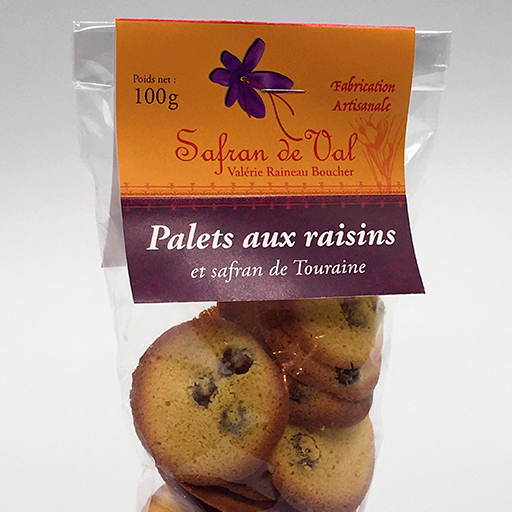 Poids net :
100g
Fabrication
Artisanale
Safran de Val
Valérie Raineau Boucher
Palets aux raisins
et safran de Touraine